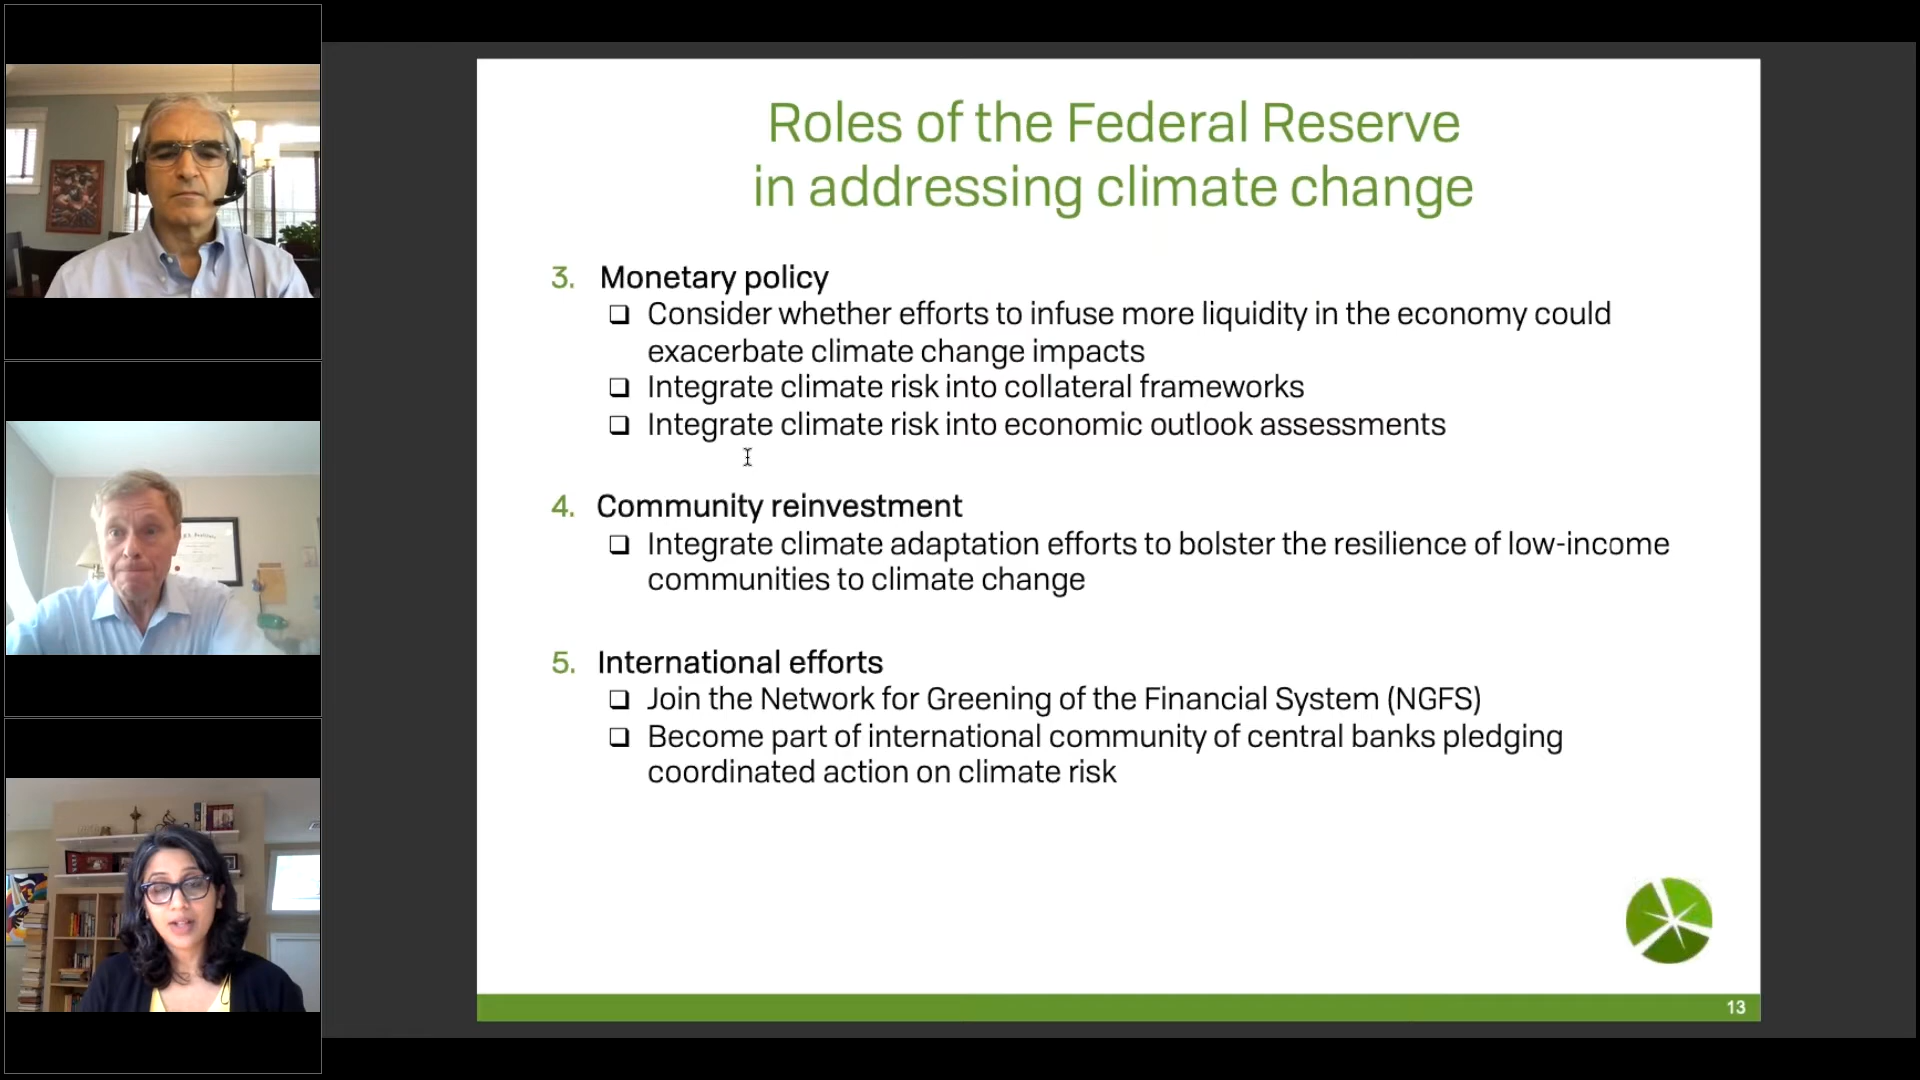 Roles of the Federal Reserve
in addressing climate change
3. Monetary policy
❑ Consider whether efforts to infuse more liquidity in the economy could
exacerbate climate change impacts
❑ Integrate climate risk into collateral frameworks
❑ Integrate climate risk into economic outlook assessments
4. Community reinvestment
❑ Integrate climate adaptation efforts to bolster the resilience of low-income
communities to climate change
5. International efforts
❑ Join the Network for Greening of the Financial System (NGFS)
❑ Become part of international community of central banks pledging
coordinated action on climate risk
13